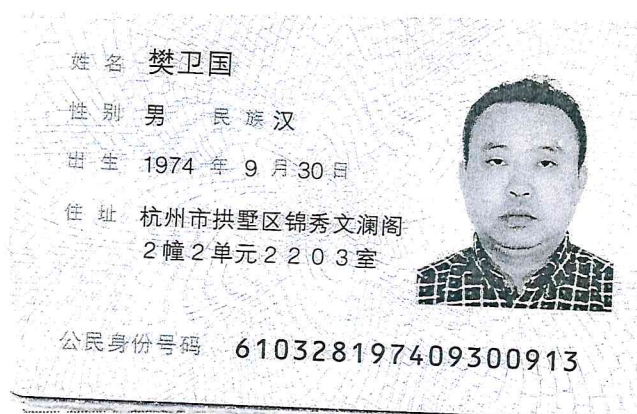 姓名 樊卫国
性别 男 民族 汉
出生 1974 年 9 月 30 日
住址 杭州市拱墅区锦秀文澜阁
2幢2单元2203室
公民身份号码 610328197409300913